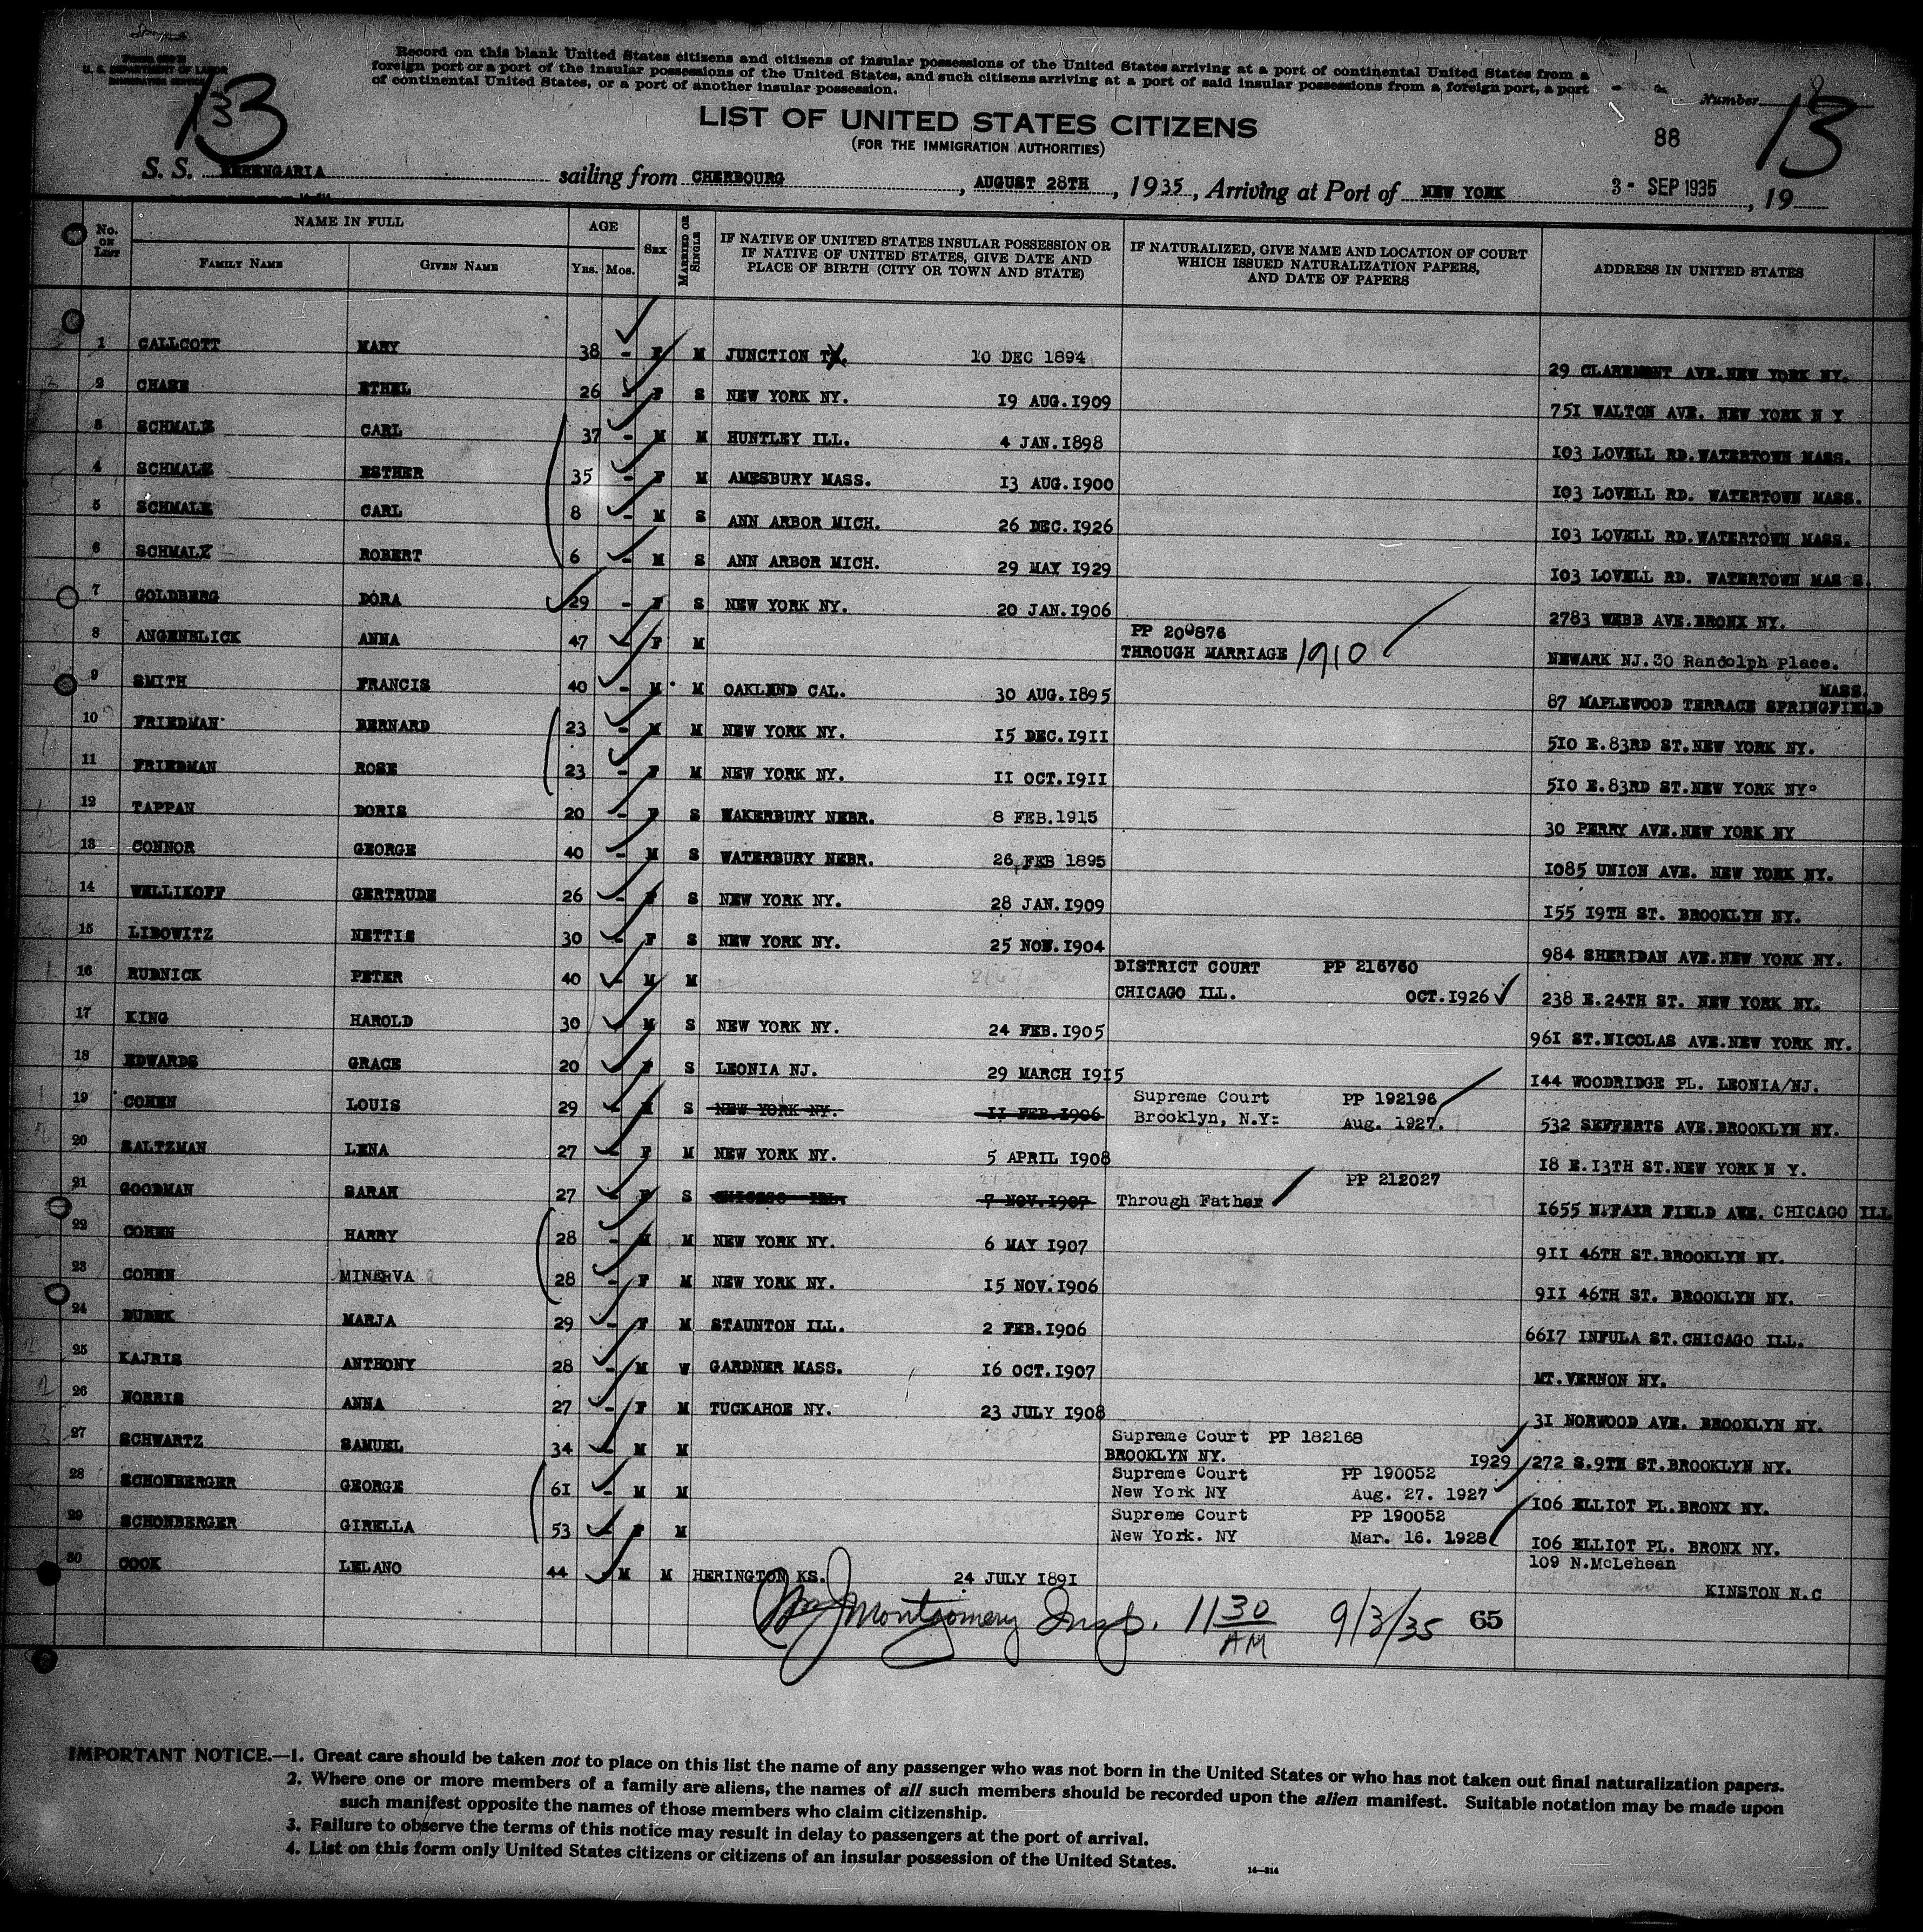 U. S. DEPARTMENT OF LABOR
Record on this blank United States citizens and citizens of insular possessions of the United States arriving at a port of continental United States from a
foreign port or a port of the insular possessions of the United States, and such citizens arriving at a port of said insular possessions from a foreign port, a port
of continental United States, or a port of another insular possession.
Number
13
88
LIST OF UNITED STATES CITIZENS
(FOR THE IMMIGRATION AUTHORITIES)
S. S. BERENGARIA sailing from CHERBOURG, AUGUST 28TH, 1935, Arriving at Port of NEW YORK 3- SEP 1935, 19
No. on List NAME IN FULL FAMILY NAME GIVEN NAME AGE Yrs. Mos. SEX MARRIED OR SINGLE IF NATIVE OF UNITED STATES INSULAR POSSESSION OR IF NATIVE OF UNITED STATES, GIVE DATE AND PLACE OF BIRTH (CITY OR TOWN AND STATE) IF NATURALIZED, GIVE NAME AND LOCATION OF COURT WHICH ISSUED NATURALIZATION PAPERS, AND DATE OF PAPERS ADDRESS IN UNITED STATES
1 CALLCOTT MARY 38 - F M JUNCTION TX. 10 DEC 1894 29 CLAREMONT AVE.NEW YORK NY.
2 CHASE ETHEL 26 - F S NEW YORK NY. 19 AUG.1909 751 WALTON AVE. NEW YORK N Y
3 SCHMALZ CARL 37 - M M HUNTLEY ILL. 4 JAN.1898 103 LOVELL RD.WATERTOWN MASS.
4 SCHMALZ ESTHER 35 - F M AMESBURY MASS. 13 AUG.1900 103 LOVELL RD. WATERTOWN MASS.
5 SCHMALZ CARL 8 - M S ANN ARBOR MICH. 26 DEC.1926 103 LOVELL RD.WATERTOWN MASS.
6 SCHMALZ ROBERT 6 - M S ANN ARBOR MICH. 29 MAY 1929 103 LOVELL RD. WATERTOWN MAS S.
7 GOLDBERG DORA 29 - F S NEW YORK NY. 20 JAN.1906 2783 WEBB AVE.BRONX NY.
8 ANGENBLICK ANNA 47 - F M PP 200876 THROUGH MARRIAGE 1910 NEWARK NJ.30 Randolph Place.
9 SMITH FRANCIS 40 - M M OAKLAND CAL. 30 AUG.1895 87 MAPLEWOOD TERRACE SPRINGFIELD MASS.
10 FRIEDMAN BERNARD 23 - M M NEW YORK NY. 15 DEC.1911 510 E.83RD ST.NEW YORK NY.
11 FRIEDMAN ROSE 23 - F M NEW YORK NY. 11 OCT.1911 510 E.83RD ST.NEW YORK NY.
12 TAPPAN DORIS 20 - F S WAKERBURY NEBR. 8 FEB.1915 30 PERRY AVE.NEW YORK NY
13 CONNOR GEORGE 40 - M S WATERBURY NEBR. 26 FEB 1895 1085 UNION AVE. NEW YORK NY.
14 WELLIKOFF GERTRUDE 26 - F S NEW YORK NY. 28 JAN.1909 155 19TH ST. BROOKLYN NY.
15 LIBOWITZ NETTIE 30 - F S NEW YORK NY. 25 NOV.1904 984 SHERIDAN AVE.NEW YORK NY.
16 RUDNICK PETER 40 - M M DISTRICT COURT PP 216760 CHICAGO ILL. OCT.1926 238 E.24TH ST. NEW YORK NY.
17 KING HAROLD 30 M S NEW YORK NY. 24 FEB.1905 961 ST.NICOLAS AVE.NEW YORK NY.
18 EDWARDS GRACE 20 F S LEONIA NJ. 29 MARCH 1915 144 WOODRIDGE PL. LEONIA/NJ.
19 COHEN LOUIS 29 - M S NEW YORK NY. 11 FEB.1906 Supreme Court PP 192196 Brooklyn, N.Y: Aug. 1927. 532 SEFFERTS AVE.BROOKLYN NY.
20 SALTZMAN LENA 27 - F M NEW YORK NY. 5 APRIL 1908 18 E.13TH ST.NEW YORK N Y.
21 GOODMAN SARAH 27 - F S CHICAGO ILL. 7 NOV.1907 Through Father PP 212027 1655 N.FAIR FIELD AVE. CHICAGO ILL
22 COHEN HARRY 28 - M M NEW YORK NY. 6 MAY 1907 911 46TH ST.BROOKLYN NY.
23 COHEN MINERVA 28 - F M NEW YORK NY. 15 NOV.1906 911 46TH ST. BROOKLYN NY.
24 DUBEK MARJA 29 - F M STAUNTON ILL. 2 FEB.1906 6617 INFULA ST.CHICAGO ILL.
25 KAJRIS ANTHONY 28 - M W GARDNER MASS. 16 OCT.1907 MT.VERNON NY.
26 NORRIS ANNA 27 - F M TUCKAHOE NY. 23 JULY 1908 31 NORWOOD AVE. BROOKLYN NY.
27 SCHWARTZ SAMUEL 34 - M M Supreme Court PP 182168 BROOKLYN NY. 1929 272 S.9TH ST.BROOKLYN NY.
28 SCHONBERGER GEORGE 61 - M M Supreme Court PP 190052 New York NY Aug. 27. 1927 106 ELLIOT PL.BRONX NY.
29 SCHONBERGER GIRELLA 53 - F M Supreme Court PP 190052 New York. NY Mar. 16. 1928 106 ELLIOT PL. BRONX NY.
30 COOK LELANO 44 - M M HERINGTON KS. 24 JULY 1891 109 N.McLehean KINSTON N.C
Wm J Montgomery Insp. 11 30 AM 9/3/35 65
IMPORTANT NOTICE.—1. Great care should be taken not to place on this list the name of any passenger who was not born in the United States or who has not taken out final naturalization papers.
2. Where one or more members of a family are aliens, the names of all such members should be recorded upon the alien manifest. Suitable notation may be made upon
such manifest opposite the names of those members who claim citizenship.
3. Failure to observe the terms of this notice may result in delay to passengers at the port of arrival.
4. List on this form only United States citizens or citizens of an insular possession of the United States.
14—814